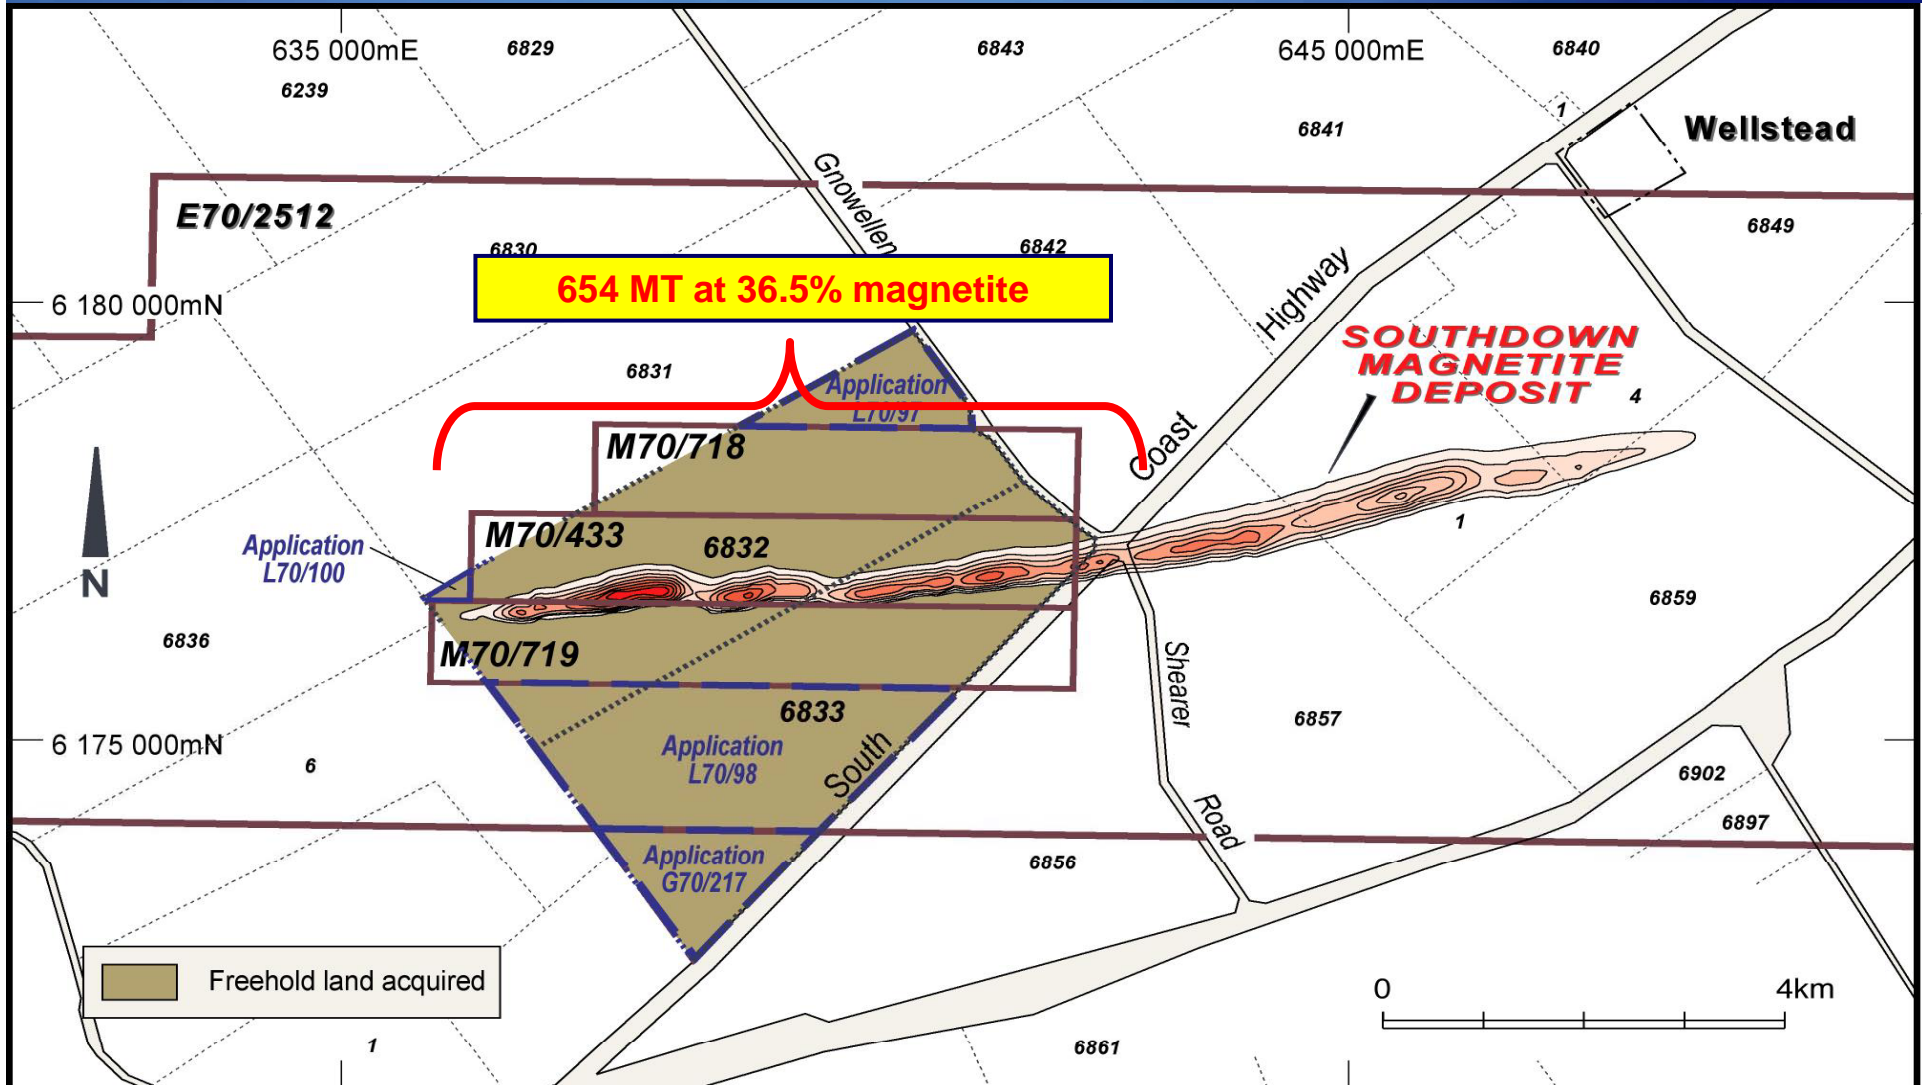 635 000mE
6829
6843
645 000mE
6840
6239
1
6841
Wellstead
Gnowellen
E70/2512
6849
6830
6842
654 MT at 36.5% magnetite
6 180 000mN
Highway
SOUTHDOWN
MAGNETITE
DEPOSIT
6831
Application
L70/97
4
M70/718
Coast
M70/433
6832
1
Application
L70/100
N
6859
6836
M70/719
Shearer
6833
6857
6 175 000mN
Application
L70/98
South
6
6902
Road
6897
Application
G70/217
6856
Freehold land acquired
0 4km
1
6861